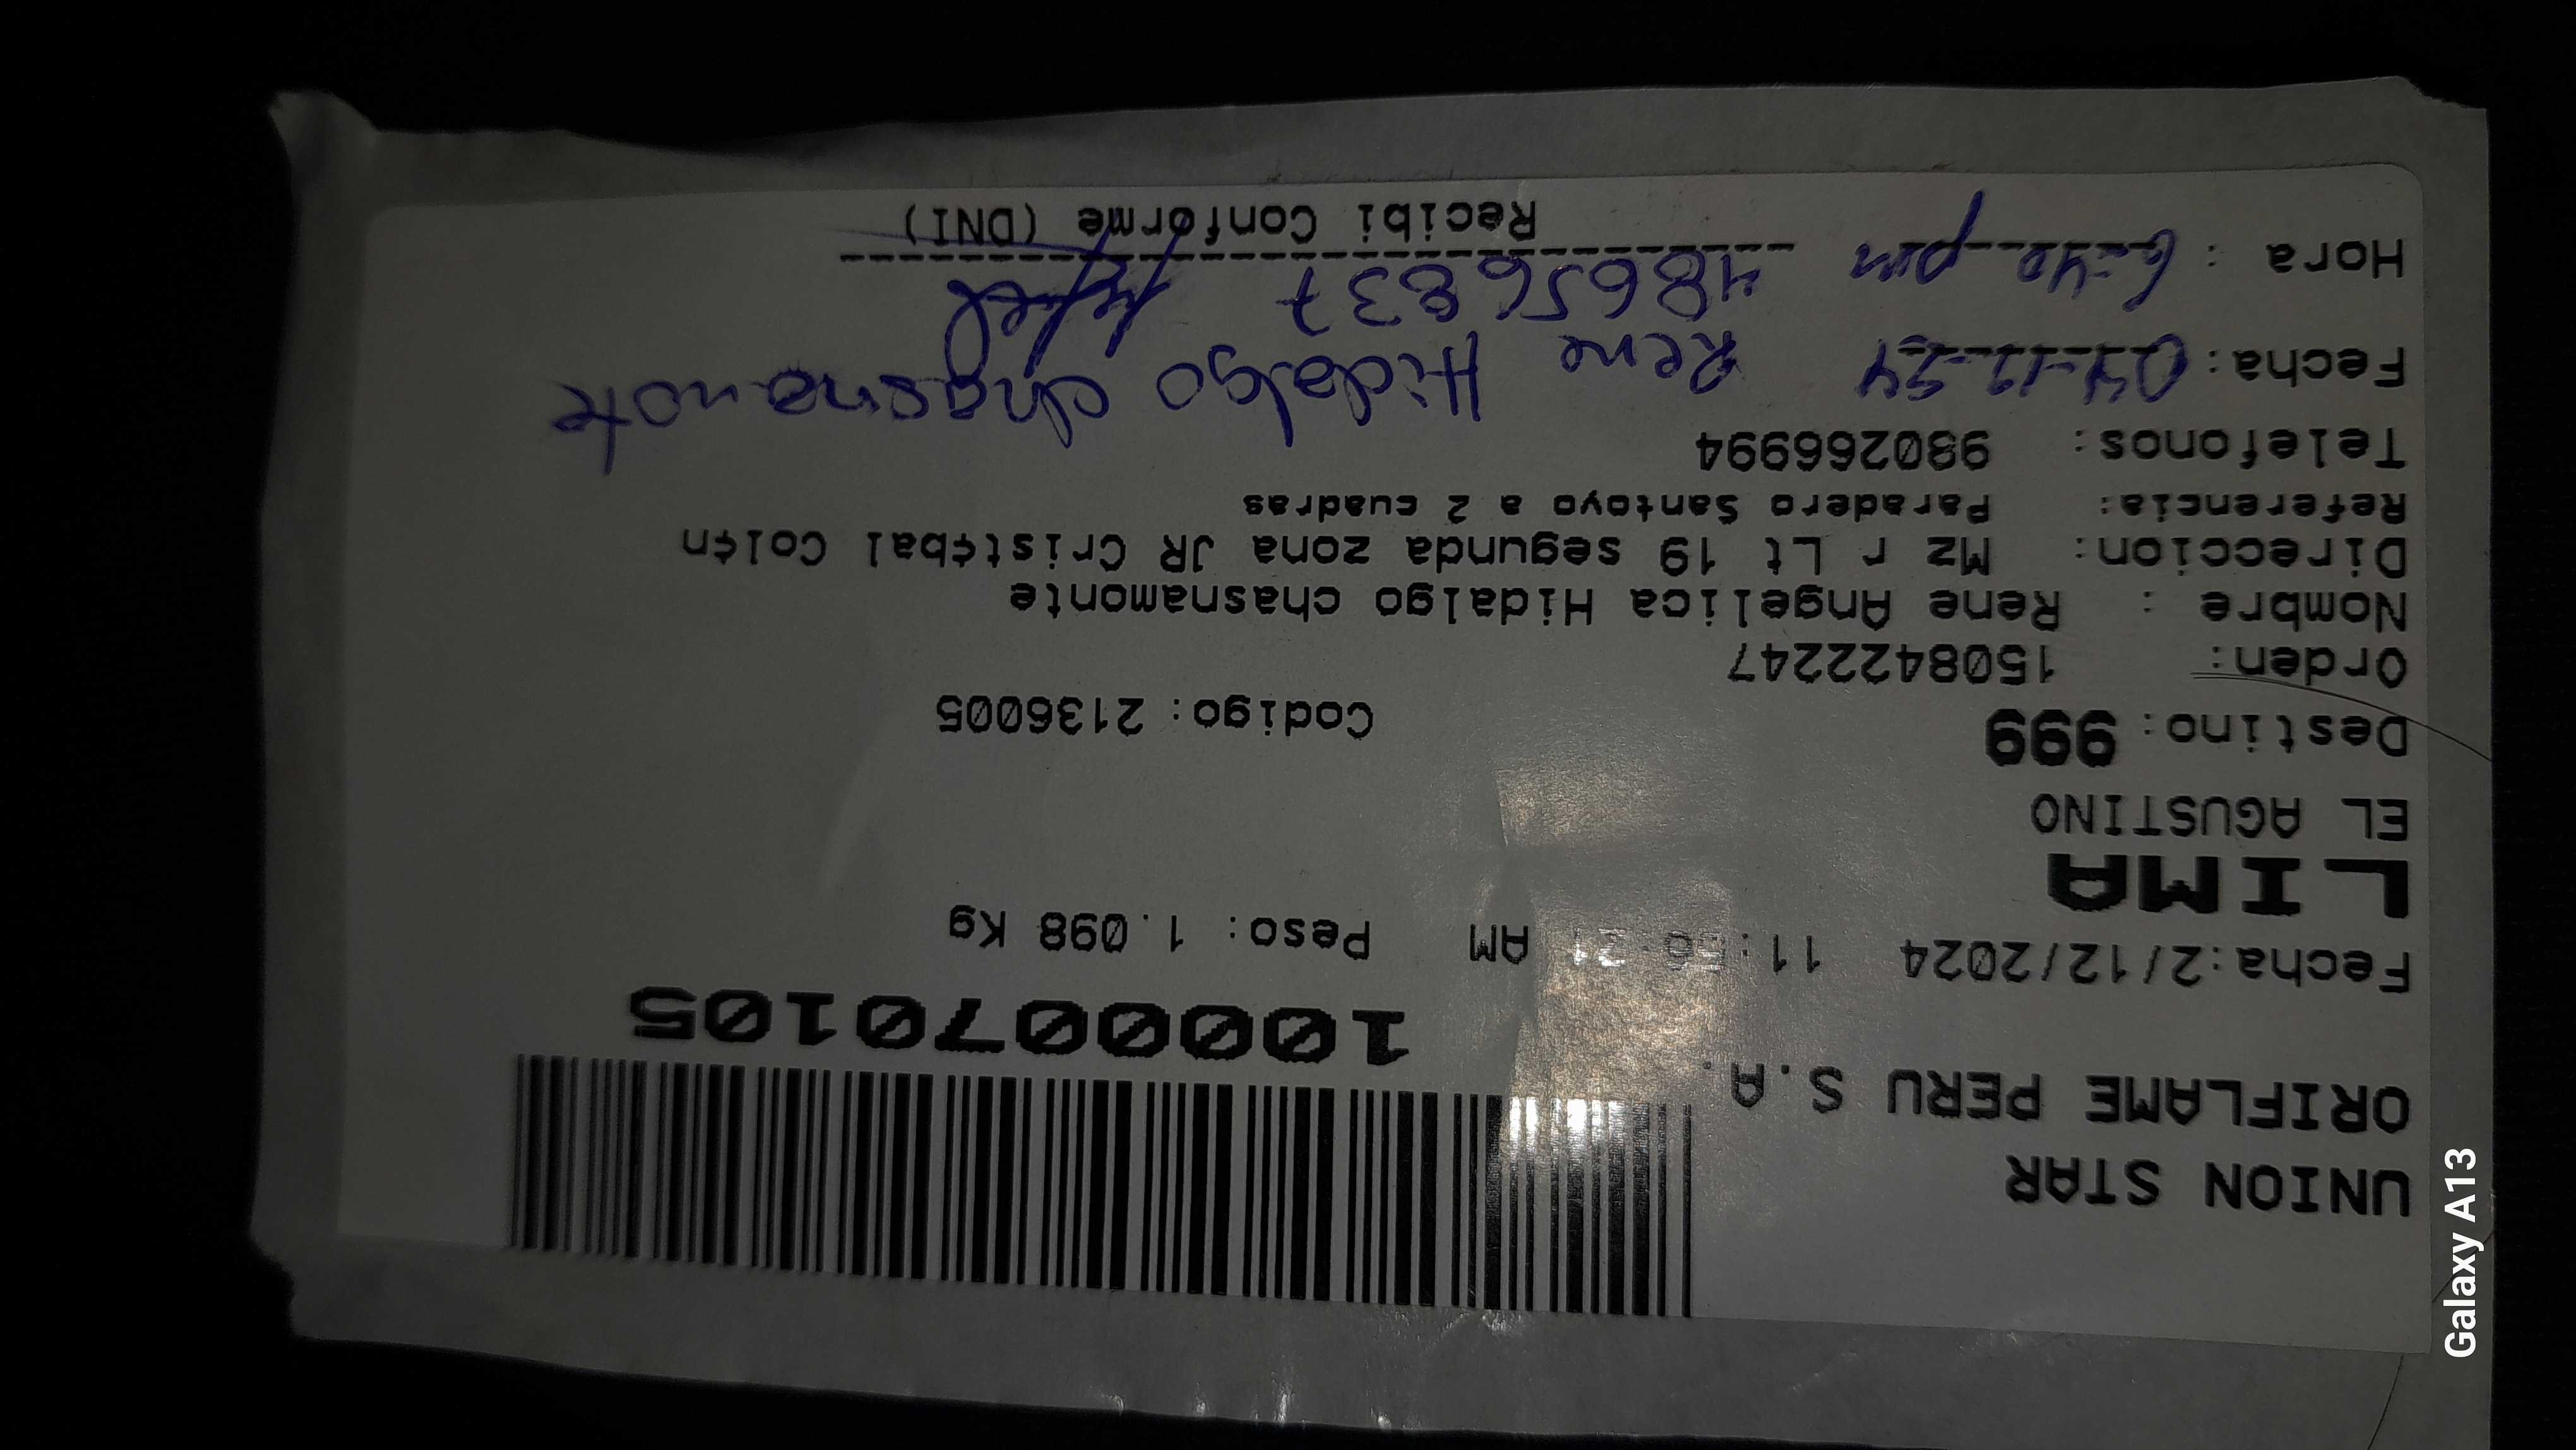 UNION STAR
ORIFLAME PERU S.A.
10000070105
Fecha:2/12/2024 11:56:21 AM Peso: 1.098 Kg
LIMA
EL AGUSTINO
Destino: 999 Codigo: 2136005
Orden: 1508422247
Nombre : Rene Angelica Hidalgo chasnamonte
Direccion: Mz r Lt 19 segunda zona JR Crist¢bal Col¢n
Referencia: Paradero Santoyo a 2 cuadras
Telefonos: 980266994
Fecha: 04-12-24 Rene Hidalgo chasnamote
Hora : 6:40 pm 48656837
Recibi Conforme (DNI)
Galaxy A13